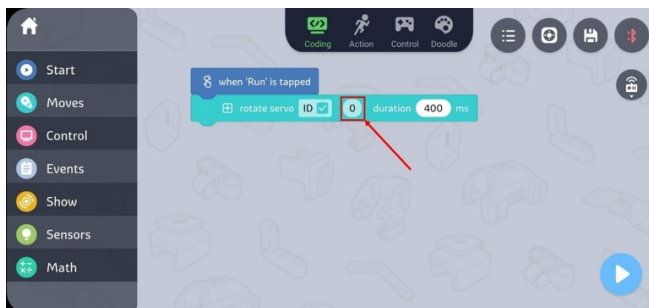 Coding
Action
Control
Doodle
Start
Moves
Control
Events
Show
Sensors
Math
when 'Run' is tapped
rotate servo ID 0 duration 400 ms